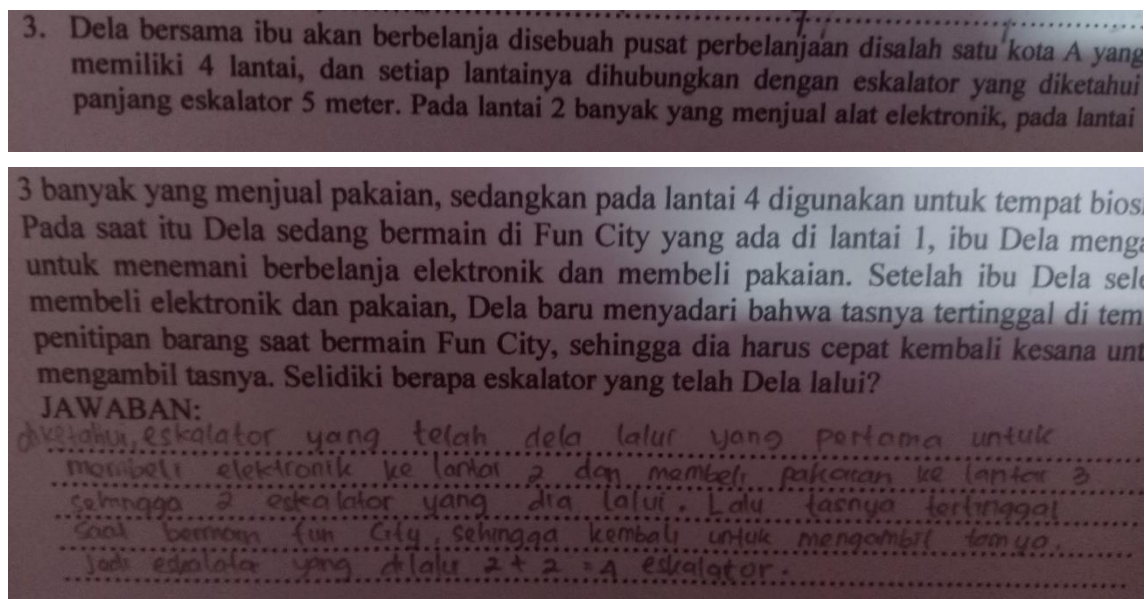 3. Dela bersama ibu akan berbelanja disebuah pusat perbelanjaan disalah satu kota A yang
memiliki 4 lantai, dan setiap lantainya dihubungkan dengan eskalator yang diketahui
panjang eskalator 5 meter. Pada lantai 2 banyak yang menjual alat elektronik, pada lantai
3 banyak yang menjual pakaian, sedangkan pada lantai 4 digunakan untuk tempat bios
Pada saat itu Dela sedang bermain di Fun City yang ada di lantai 1, ibu Dela menga
untuk menemani berbelanja elektronik dan membeli pakaian. Setelah ibu Dela sele
membeli elektronik dan pakaian, Dela baru menyadari bahwa tasnya tertinggal di tem
penitipan barang saat bermain Fun City, sehingga dia harus cepat kembali kesana unt
mengambil tasnya. Selidiki berapa eskalator yang telah Dela lalui?
JAWABAN:
diketahui, eskalator yang telah dela lalui yang pertama untuk
membeli elektronik ke lantai 2 dan membeli pakaian ke lantai 3
sehingga 2 eskalator yang dia lalui. Lalu tasnya tertinggal
saat bermain fun City, sehingga kembali untuk mengambil
Jadi eskalator yang dilalui 2 + 2 = 4 eskalator.